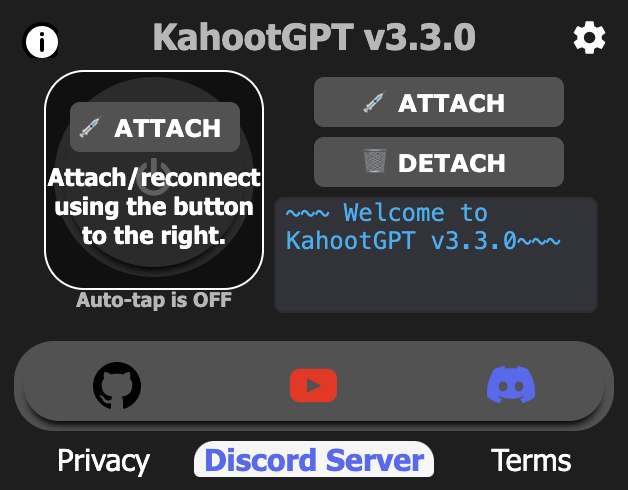 KahootGPT v3.3.0
ATTACH
Attach/reconnect
using the button
to the right.
Auto-tap is OFF
ATTACH
DETACH
~~~ Welcome to
KahootGPT v3.3.0~~~
Privacy
Discord Server
Terms